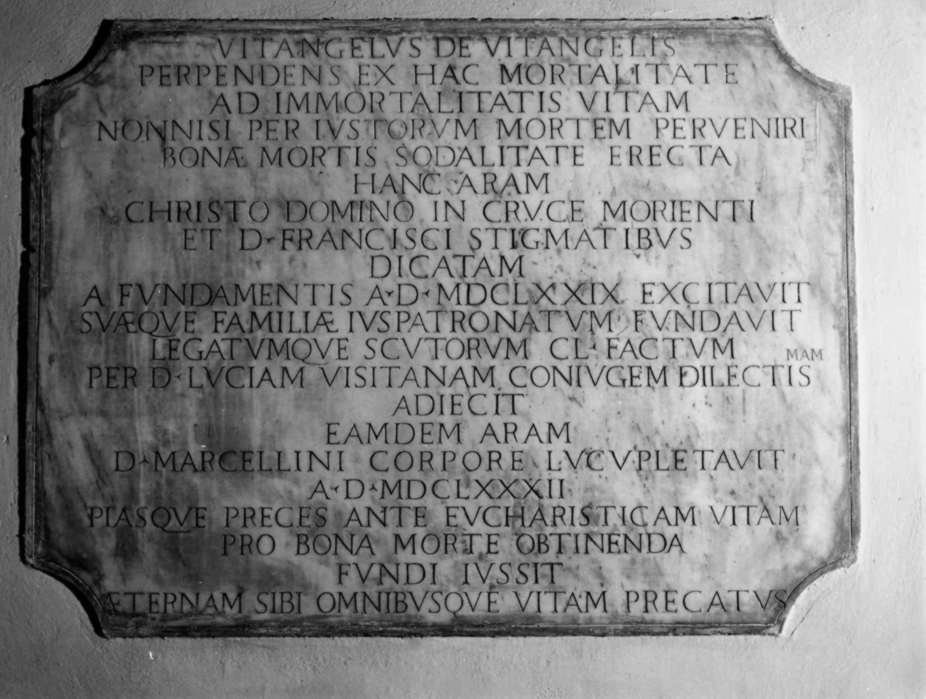 VITANGELVS DE VITANGELIS
PERPENDENS EX HAC MORTALITATE
AD IMMORTALITATIS VITAM
NONNISI PER IVSTORVM MORTEM PERVENIRI
BONÆ MORTIS SODALITATE ERECTA
HANC ARAM
CHRISTO DOMINO IN CRVCE MORIENTI
ET D·FRANCISCI STIGMATIBVS
DICATAM
A FVNDAMENTIS A·D·MDCLXXIX EXCITAVIT
SVÆQVE FAMILIÆ IVSPATRONATVM FVNDAVIT
LEGATVMQVE SCVTORVM CL·FACTVM
PER D·LVCIAM VISITANAM CONIVGEM DILECTISMAM
ADIECIT
EAMDEM ARAM
D·MARCELLINI CORPORE LVCVPLETAVIT
A·D·MDCLXXXII
PIASQVE PRECES ANTE EVCHARISTICAM VITAM
PRO BONA MORTE OBTINENDA
FVNDI IVSSIT
ÆTERNAM SIBI OMNIBVSQVE VITAM PRECATVS